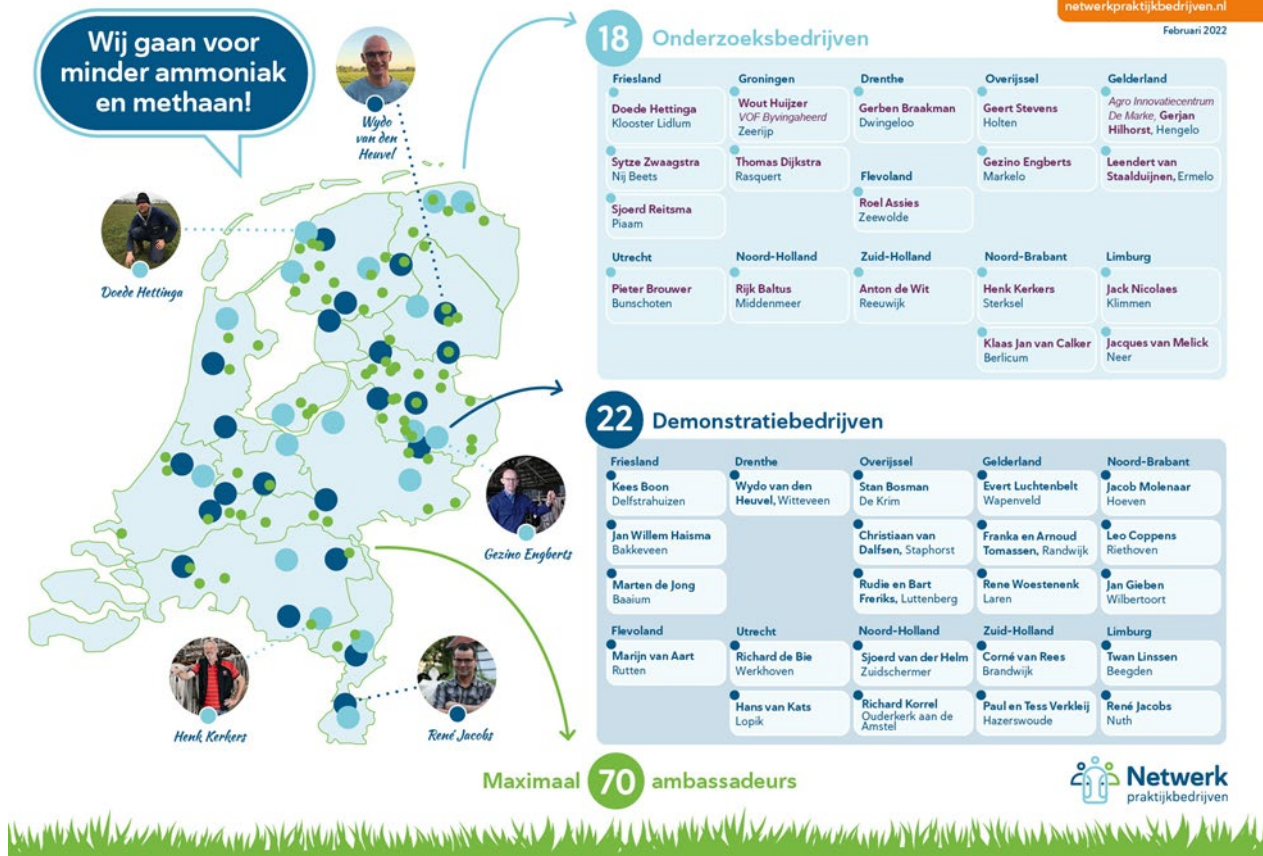 netwerkpraktijkbedrijven.nl
Februari 2022
Wij gaan voor
minder ammoniak
en methaan!
Wydo
van den
Heuvel
Doede Hettinga
Gezino Engberts
Henk Kerkers
René Jacobs
18 Onderzoeksbedrijven
Friesland
Doede Hettinga
Klooster Lidlum
Sytze Zwaagstra
Nij Beets
Sjoerd Reitsma
Piaam
Groningen
Wout Huijzer
VOF Byvingaheerd
Zeerijp
Thomas Dijkstra
Rasquert
Drenthe
Gerben Braakman
Dwingeloo
Flevoland
Roel Assies
Zeewolde
Overijssel
Geert Stevens
Holten
Gezino Engberts
Markelo
Gelderland
Agro Innovatiecentrum
De Marke, Gerjan
Hilhorst, Hengelo
Leendert van
Staalduijnen, Ermelo
Utrecht
Pieter Brouwer
Bunschoten
Noord-Holland
Rijk Baltus
Middenmeer
Zuid-Holland
Anton de Wit
Reeuwijk
Noord-Brabant
Henk Kerkers
Sterksel
Klaas Jan van Calker
Berlicum
Limburg
Jack Nicolaes
Klimmen
Jacques van Melick
Neer
22 Demonstratiebedrijven
Friesland
Kees Boon
Delfstrahuizen
Jan Willem Haisma
Bakkeveen
Marten de Jong
Baaium
Drenthe
Wydo van den
Heuvel, Witteveen
Overijssel
Stan Bosman
De Krim
Christiaan van
Dalfsen, Staphorst
Rudie en Bart
Freriks, Luttenberg
Gelderland
Evert Luchtenbelt
Wapenveld
Franka en Arnoud
Tomassen, Randwijk
Rene Woestenenk
Laren
Noord-Brabant
Jacob Molenaar
Hoeven
Leo Coppens
Riethoven
Jan Gieben
Wilbertoort
Flevoland
Marijn van Aart
Rutten
Utrecht
Richard de Bie
Werkhoven
Hans van Kats
Lopik
Noord-Holland
Sjoerd van der Helm
Zuidschermer
Richard Korrel
Ouderkerk aan de
Amstel
Zuid-Holland
Corné van Rees
Brandwijk
Paul en Tess Verkleij
Hazerswoude
Limburg
Twan Linssen
Beegden
René Jacobs
Nuth
Maximaal 70 ambassadeurs
Netwerk
praktijkbedrijven